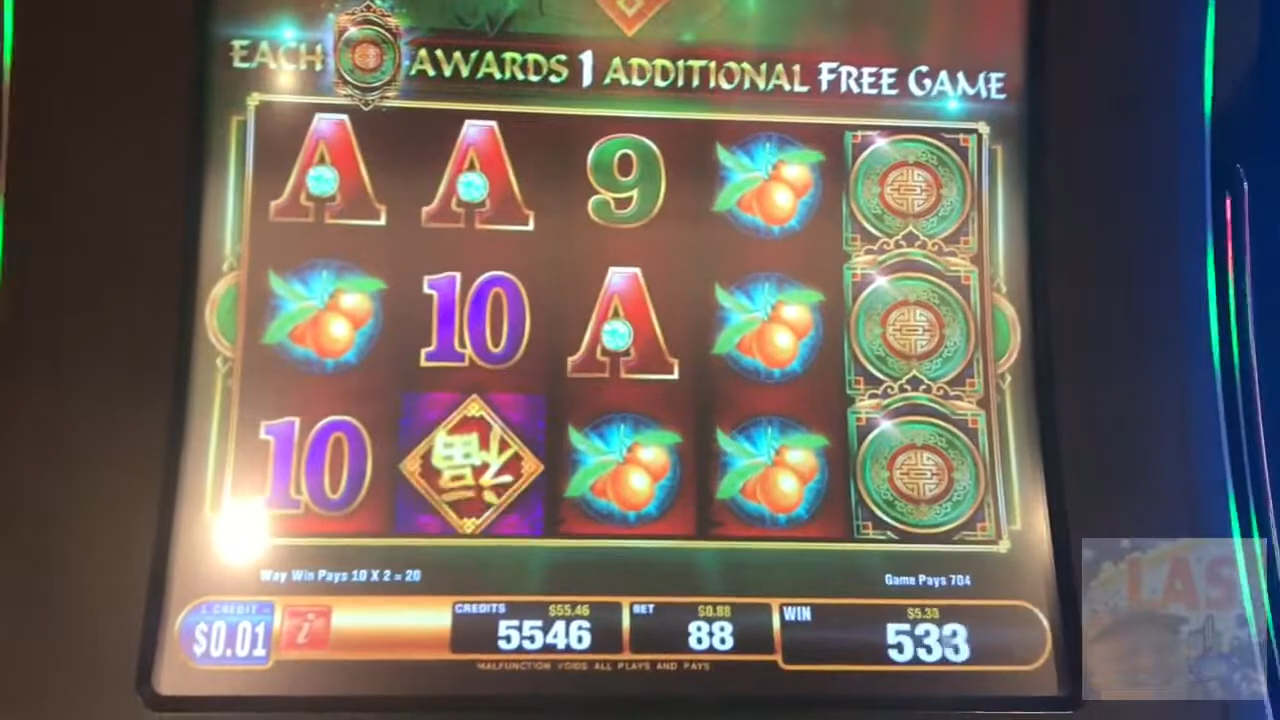 EACH AWARDS 1 ADDITIONAL FREE GAME
A A 9
10 A
10 福
Way Win Pays 10 X 2 = 20
Game Pays 704
1 CREDIT =
$0.01
i
CREDITS $55.46
5546
BET $0.88
88
WIN $5.33
533
MALFUNCTION VOIDS ALL PLAYS AND PAYS
LAS